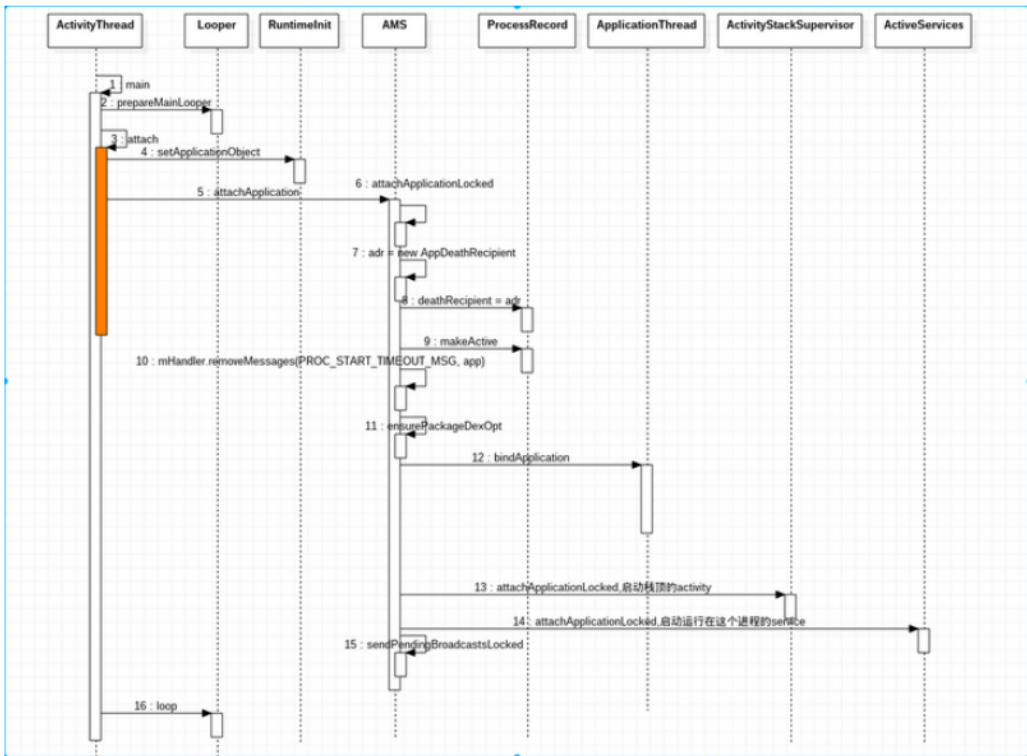 ActivityThread
Looper
RuntimeInit
AMS
ProcessRecord
ApplicationThread
ActivityStackSupervisor
ActiveServices
1 : main
2 : prepareMainLooper
3 : attach
4 : setApplicationObject
5 : attachApplication
6 : attachApplicationLocked
7 : adr = new AppDeathRecipient
8 : deathRecipient = adr
9 : makeActive
10 : mHandler.removeMessages(PROC_START_TIMEOUT_MSG, app)
11 : ensurePackageDexOpt
12 : bindApplication
13 : attachApplicationLocked,启动栈顶的activity
14 : attachApplicationLocked,启动运行在这个进程的service
15 : sendPendingBroadcastsLocked
16 : loop